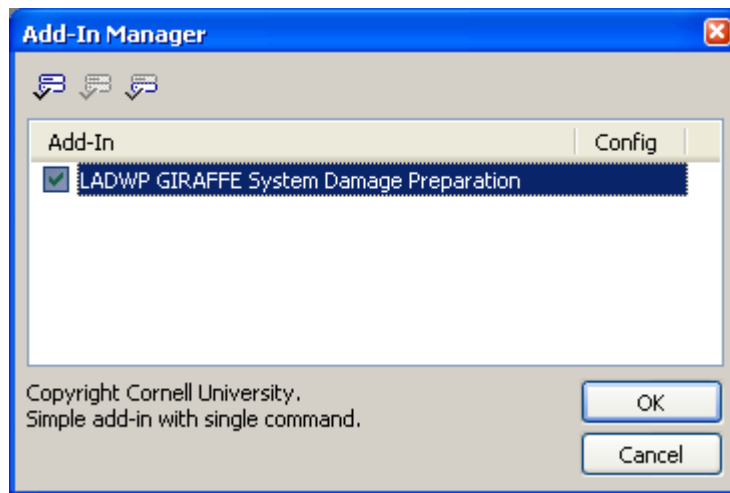 Add-In Manager
Add-In Config
LADWP GIRAFFE System Damage Preparation
Copyright Cornell University.
Simple add-in with single command.
OK
Cancel